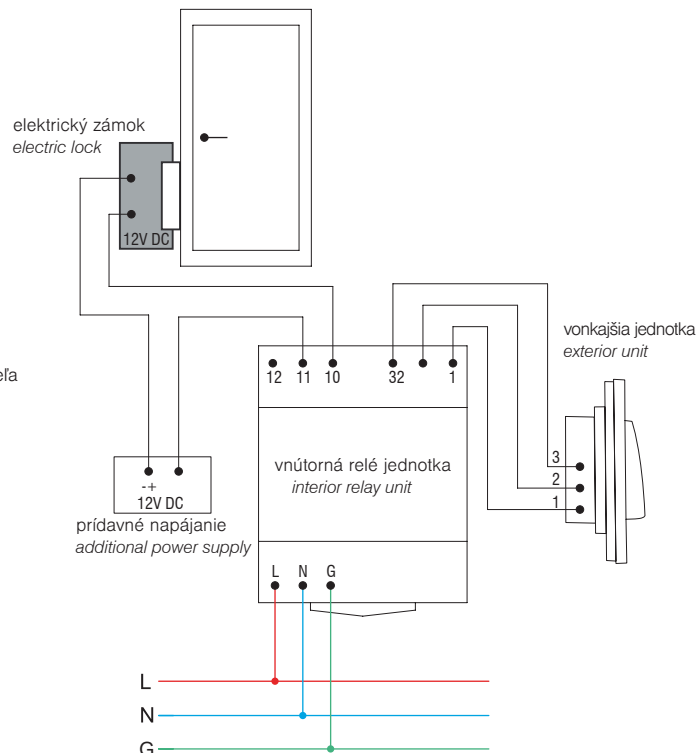 elektrický zámok
electric lock
12V DC
vonkajšia jednotka
exterior unit
eľa
12 11 10 32 1
vnútorná relé jednotka
interior relay unit
3
2
1
-+
12V DC
prídavné napájanie
additional power supply
L N G
L
N
G